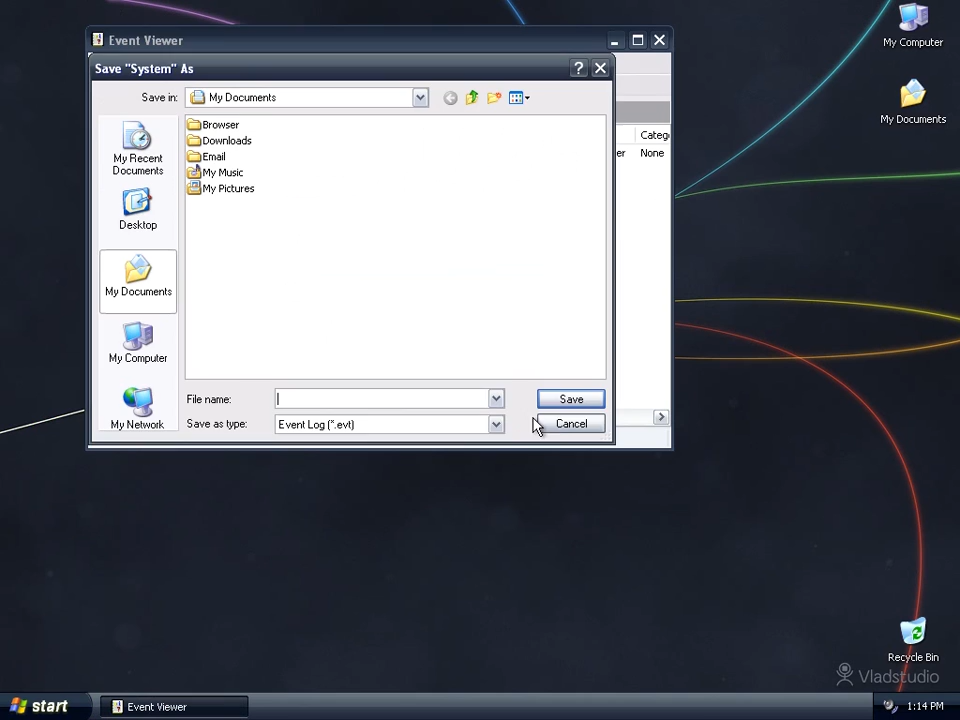 My Computer
My Documents
Event Viewer
Save "System" As
Save in:
My Documents
My Recent
Documents
Desktop
My Documents
My Computer
My Network
Browser
Downloads
Email
My Music
My Pictures
Categ
er
None
File name:
Save
Save as type:
Event Log (*.evt)
Cancel
Recycle Bin
Vladstudio
start
Event Viewer
1:14 PM